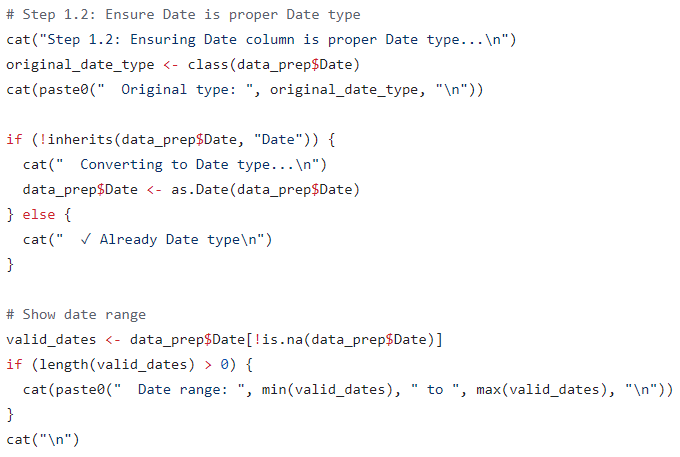 # Step 1.2: Ensure Date is proper Date type
cat("Step 1.2: Ensuring Date column is proper Date type...\n")
original_date_type <- class(data_prep$Date)
cat(paste0("  Original type: ", original_date_type, "\n"))

if (!inherits(data_prep$Date, "Date")) {
  cat("  Converting to Date type...\n")
  data_prep$Date <- as.Date(data_prep$Date)
} else {
  cat("  ✓ Already Date type\n")
}

# Show date range
valid_dates <- data_prep$Date[!is.na(data_prep$Date)]
if (length(valid_dates) > 0) {
  cat(paste0("  Date range: ", min(valid_dates), " to ", max(valid_dates), "\n"))
}
cat("\n")